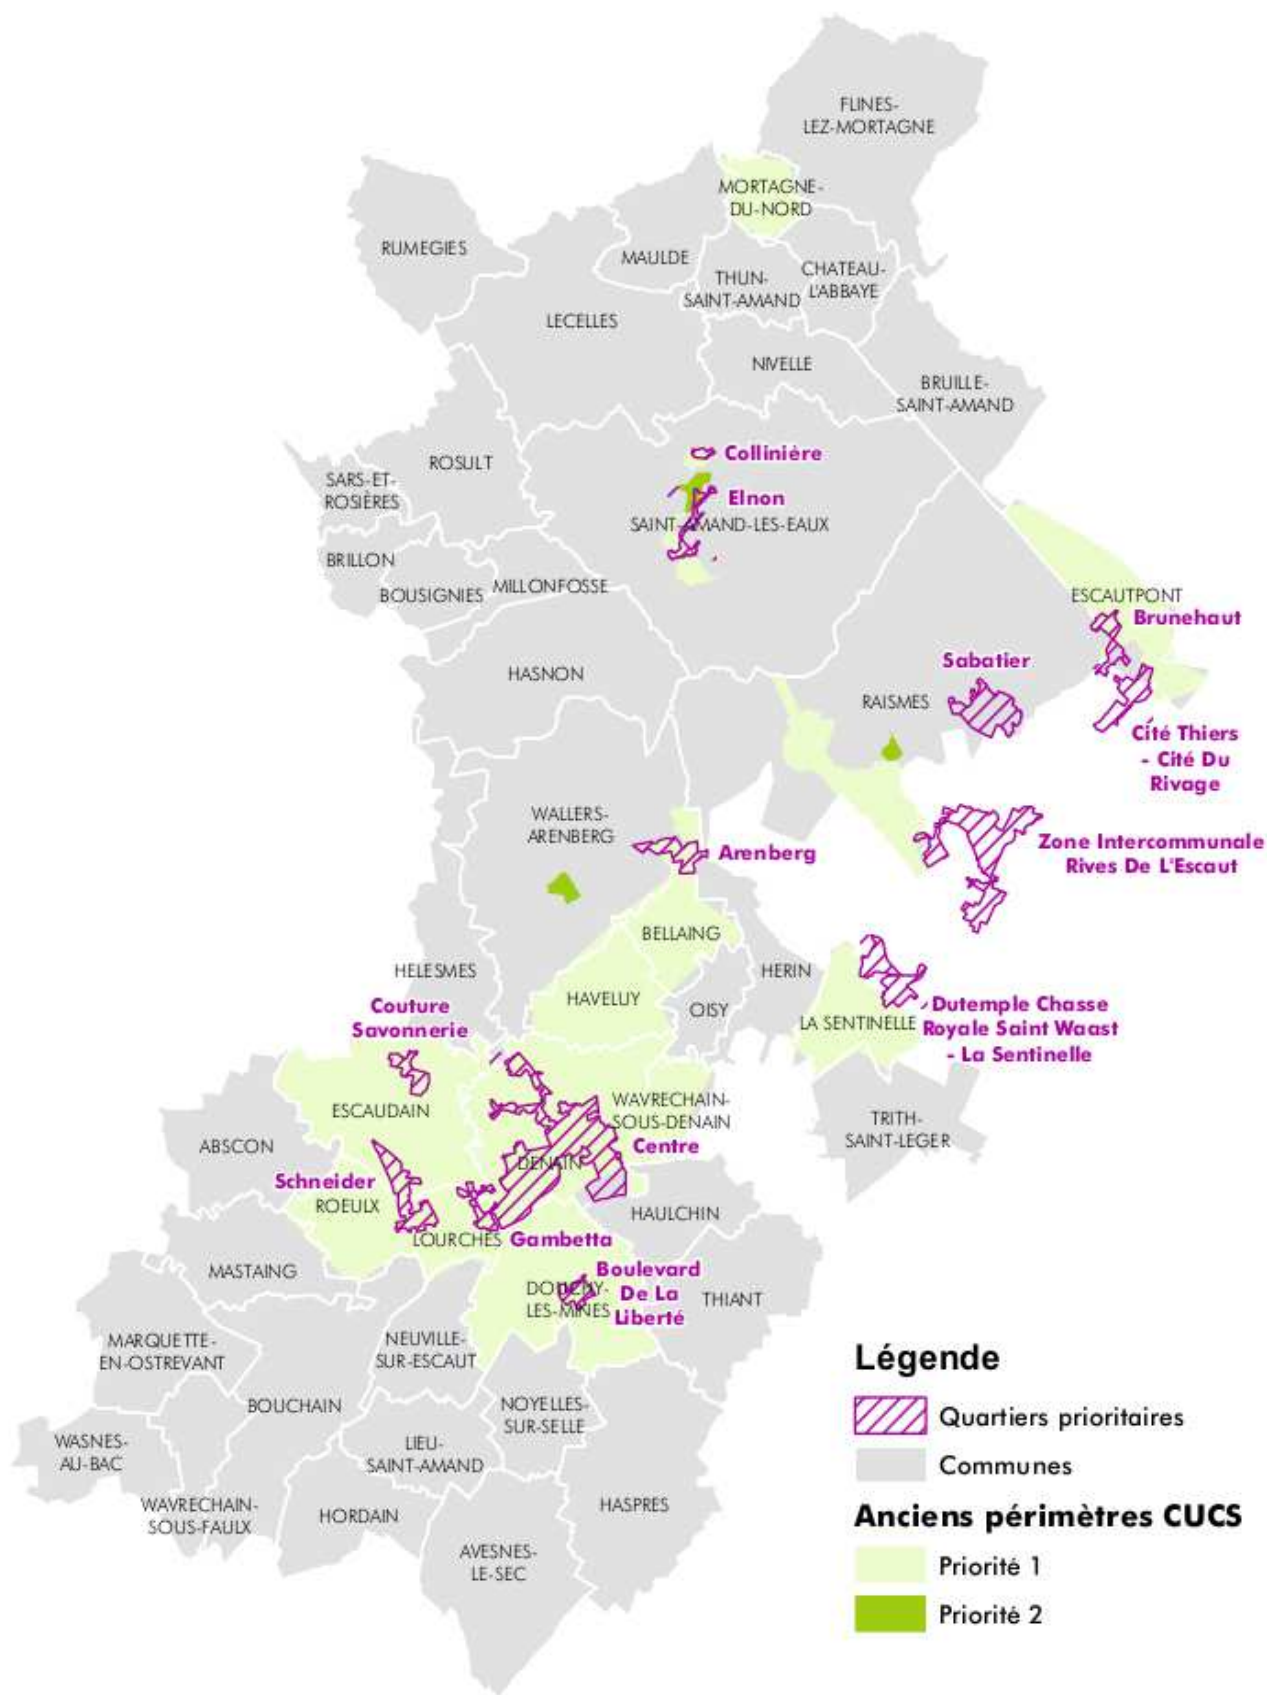 FLINES-
LEZ-MORTAGNE
MORTAGNE-
DU-NORD
RUMEGIES
MAULDE
THUN-
SAINT-AMAND
CHATEAU-
L'ABBAYE
LECELLES
NIVELLE
BRUILLE-
SAINT-AMAND
Collinière
ROSULT
SARS-ET-
ROSIÈRES
Elnon
SAINT-AMAND-LES-EAUX
BRILLON
BOUSIGNIES
MILLONFOSSE
ESCAUTPONT
Brunehaut
HASNON
Sabatier
RAISMES
Cité Thiers
- Cité Du
Rivage
WALLERS-
ARENBERG
Arenberg
Zone Intercommunale
Rives De L'Escaut
BELLAING
HELESMES
HERIN
HAVELUY
OISY
Couture
Savonnerie
LA SENTINELLE
Dutemple Chasse
Royale Saint Waast
- La Sentinelle
ESCAUDAIN
WAVRECHAIN-
SOUS-DENAIN
TRITH-
SAINT-LEGER
ABSCON
Centre
DENAIN
Schneider
ROEULX
HAULCHIN
LOURCHES
Gambetta
MASTAING
Boulevard
De La
Liberté
DOUCHY-
LES-MINES
THIANT
MARQUETTE-
EN-OSTREVANT
NEUVILLE-
SUR-ESCAUT
BOUCHAIN
NOYELLES-
SUR-SELLE
WASNES-
AU-BAC
LIEU-
SAINT-AMAND
WAVRECHAIN-
SOUS-FAULX
HORDAIN
HASPRES
AVESNES-
LE-SEC
Légende
Quartiers prioritaires
Communes
Anciens périmètres CUCS
Priorité 1
Priorité 2